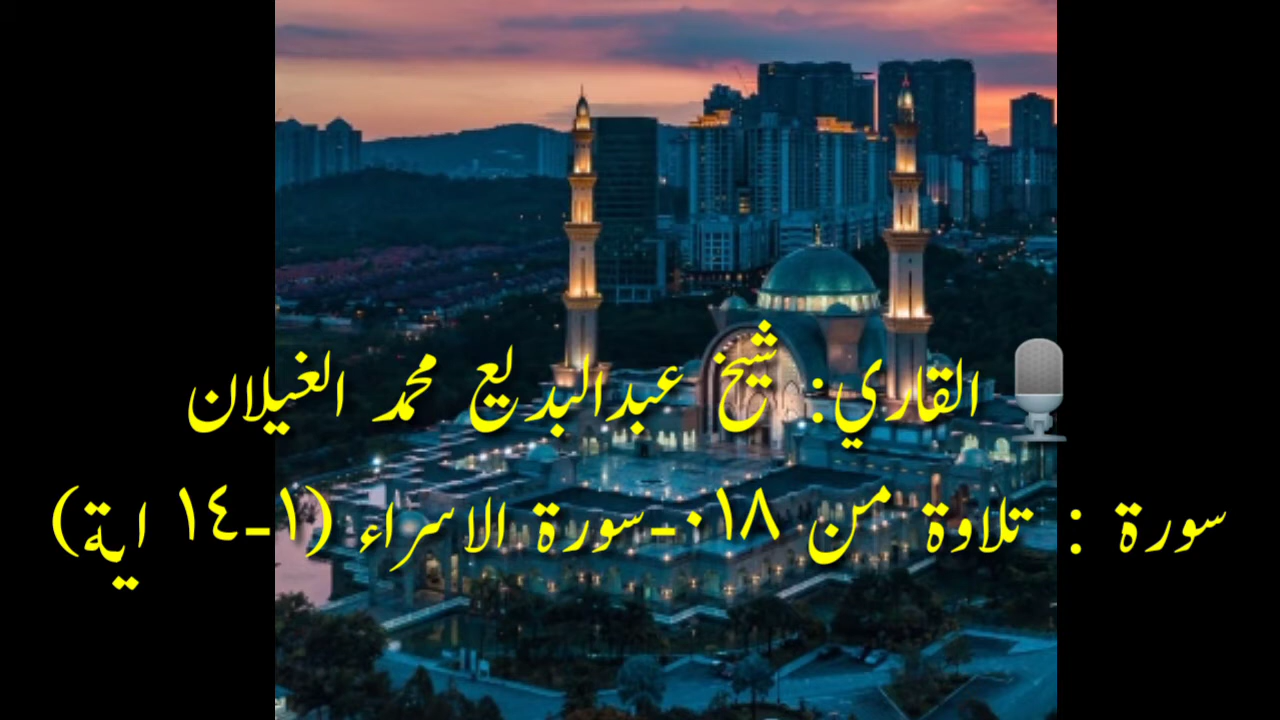 القاري: شيخ عبدالبديع محمد الغيلان
سورة : تلاوة من ٠١٨-سورة الاسراء (١-١٤ اية)